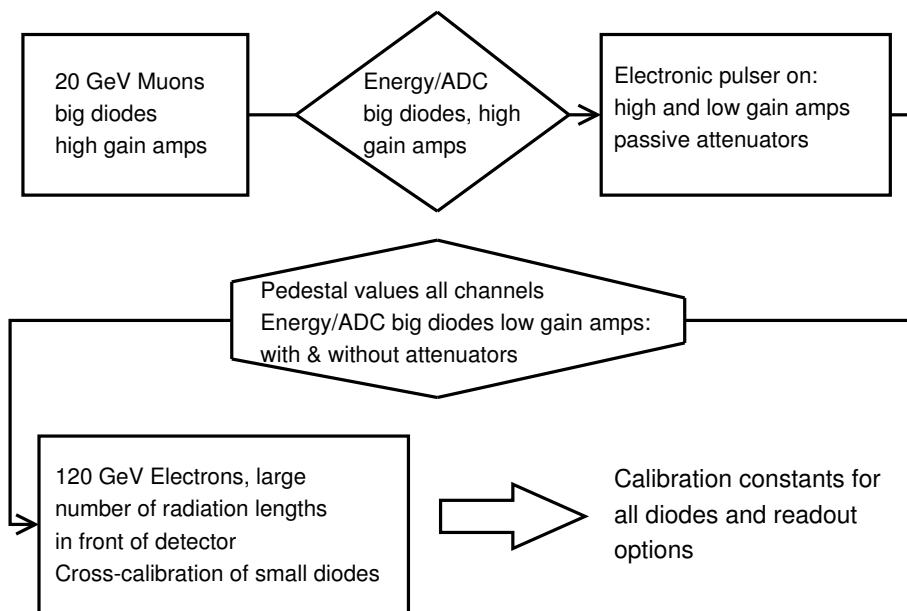 20 GeV Muons
big diodes
high gain amps
Energy/ADC
big diodes, high
gain amps
Electronic pulser on:
high and low gain amps
passive attenuators
Pedestal values all channels
Energy/ADC big diodes low gain amps:
with & without attenuators
120 GeV Electrons, large
number of radiation lengths
in front of detector
Cross-calibration of small diodes
Calibration constants for
all diodes and readout
options